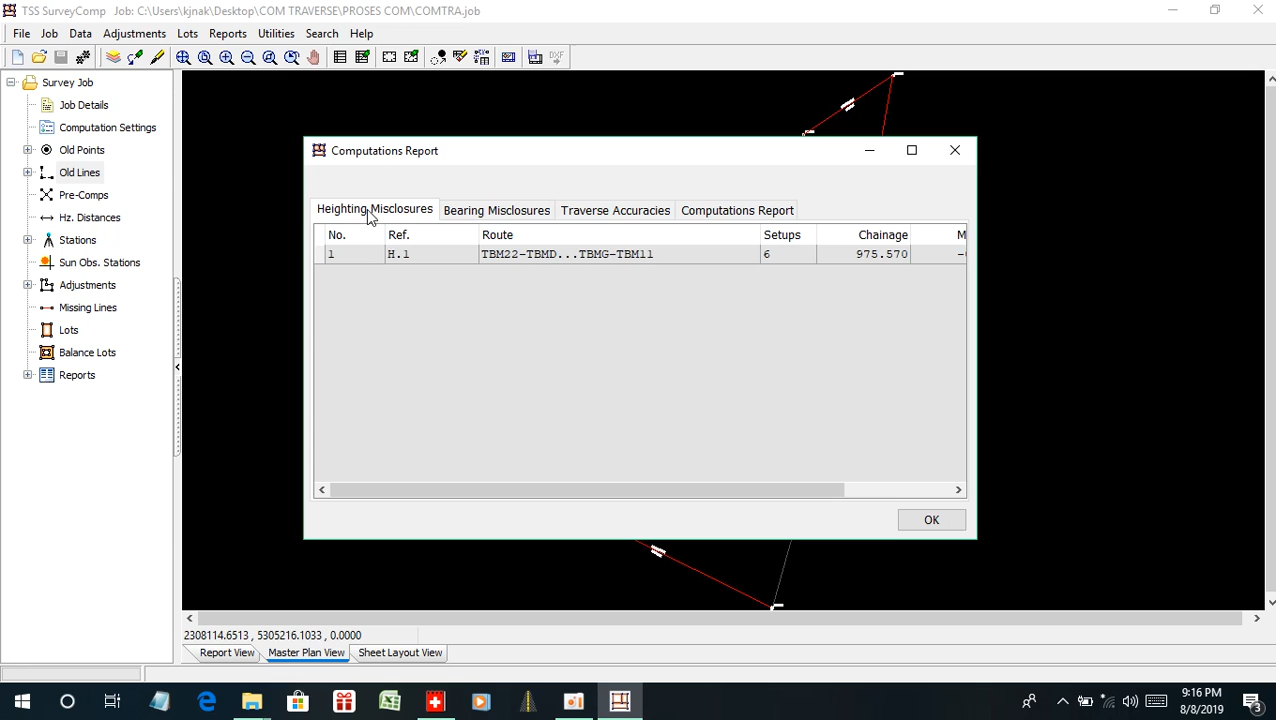 TSS SurveyComp Job: C:\Users\kjnak\Desktop\COM TRAVERSE\PROSES COM\COMTRA.job
File Job Data Adjustments Lots Reports Utilities Search Help
DXF
Survey Job
Job Details
Computation Settings
Old Points
Old Lines
Pre-Comps
Hz. Distances
Stations
Sun Obs. Stations
Adjustments
Missing Lines
Lots
Balance Lots
Reports
Computations Report
Heighting Misclosures Bearing Misclosures Traverse Accuracies Computations Report
No. Ref. Route Setups Chainage M
1 H.1 TBM22-TBMD...TBMG-TBM11 6 975.570 -
OK
2308114.6513 , 5305216.1033 , 0.0000
Report View Master Plan View Sheet Layout View
9:16 PM
8/8/2019
3